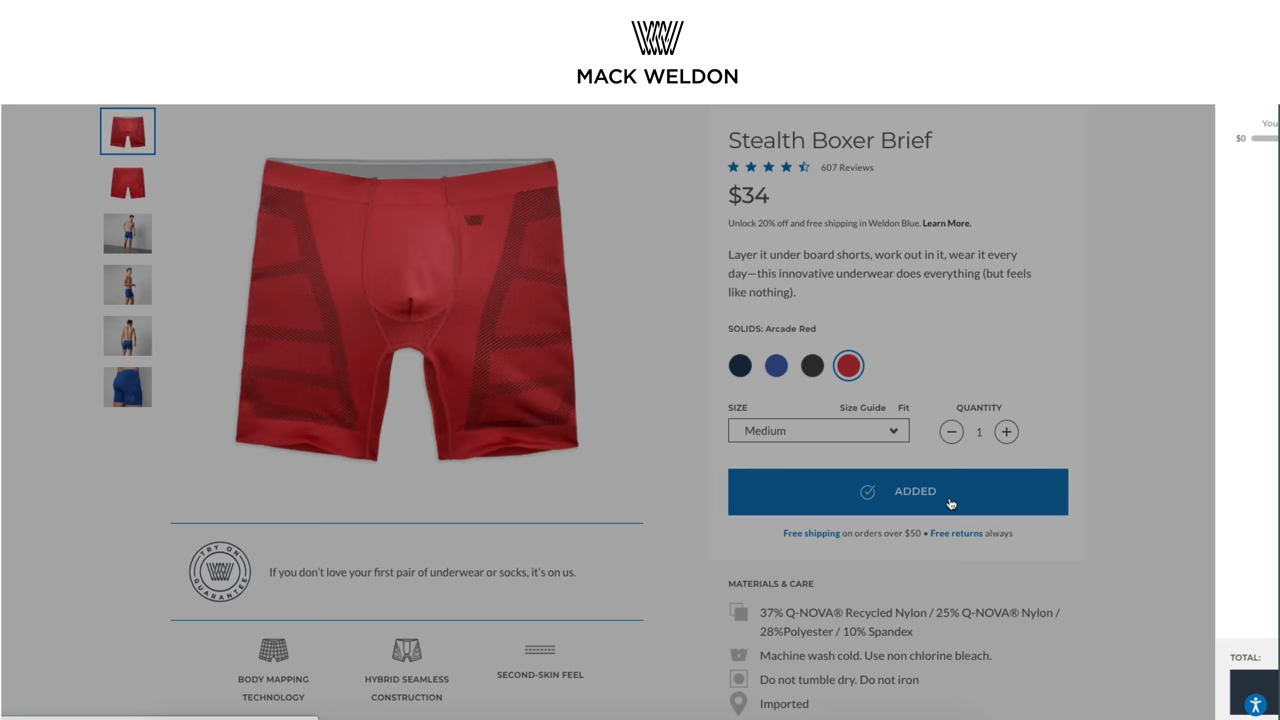 MACK WELDON
You
$0
Stealth Boxer Brief
607 Reviews
$34
Unlock 20% off and free shipping in Weldon Blue. Learn More.
Layer it under board shorts, work out in it, wear it every
day—this innovative underwear does everything (but feels
like nothing).
SOLIDS: Arcade Red
SIZE Size Guide Fit QUANTITY
Medium 1
ADDED
Free shipping on orders over $50 • Free returns always
TRY ON
GUARANTEE
If you don't love your first pair of underwear or socks, it's on us.
BODY MAPPING
TECHNOLOGY
HYBRID SEAMLESS
CONSTRUCTION
SECOND-SKIN FEEL
MATERIALS & CARE
37% Q-NOVA® Recycled Nylon / 25% Q-NOVA® Nylon /
28%Polyester / 10% Spandex
Machine wash cold. Use non chlorine bleach.
Do not tumble dry. Do not iron
Imported
TOTAL: